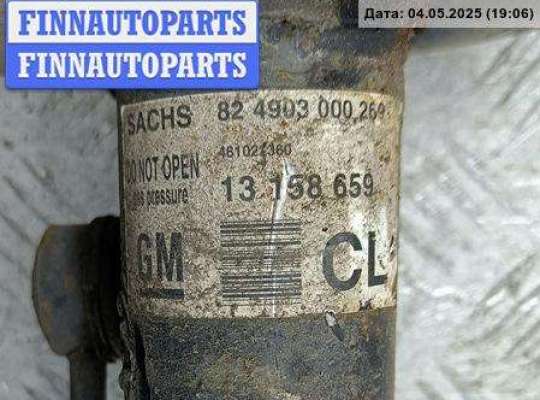 FINNAUTOPARTS
FINNAUTOPARTS
Дата: 04.05.2025 (19:06)
SACHS 82 4903 000 269
DO NOT OPEN
pressure
13 158 659
GM
CL